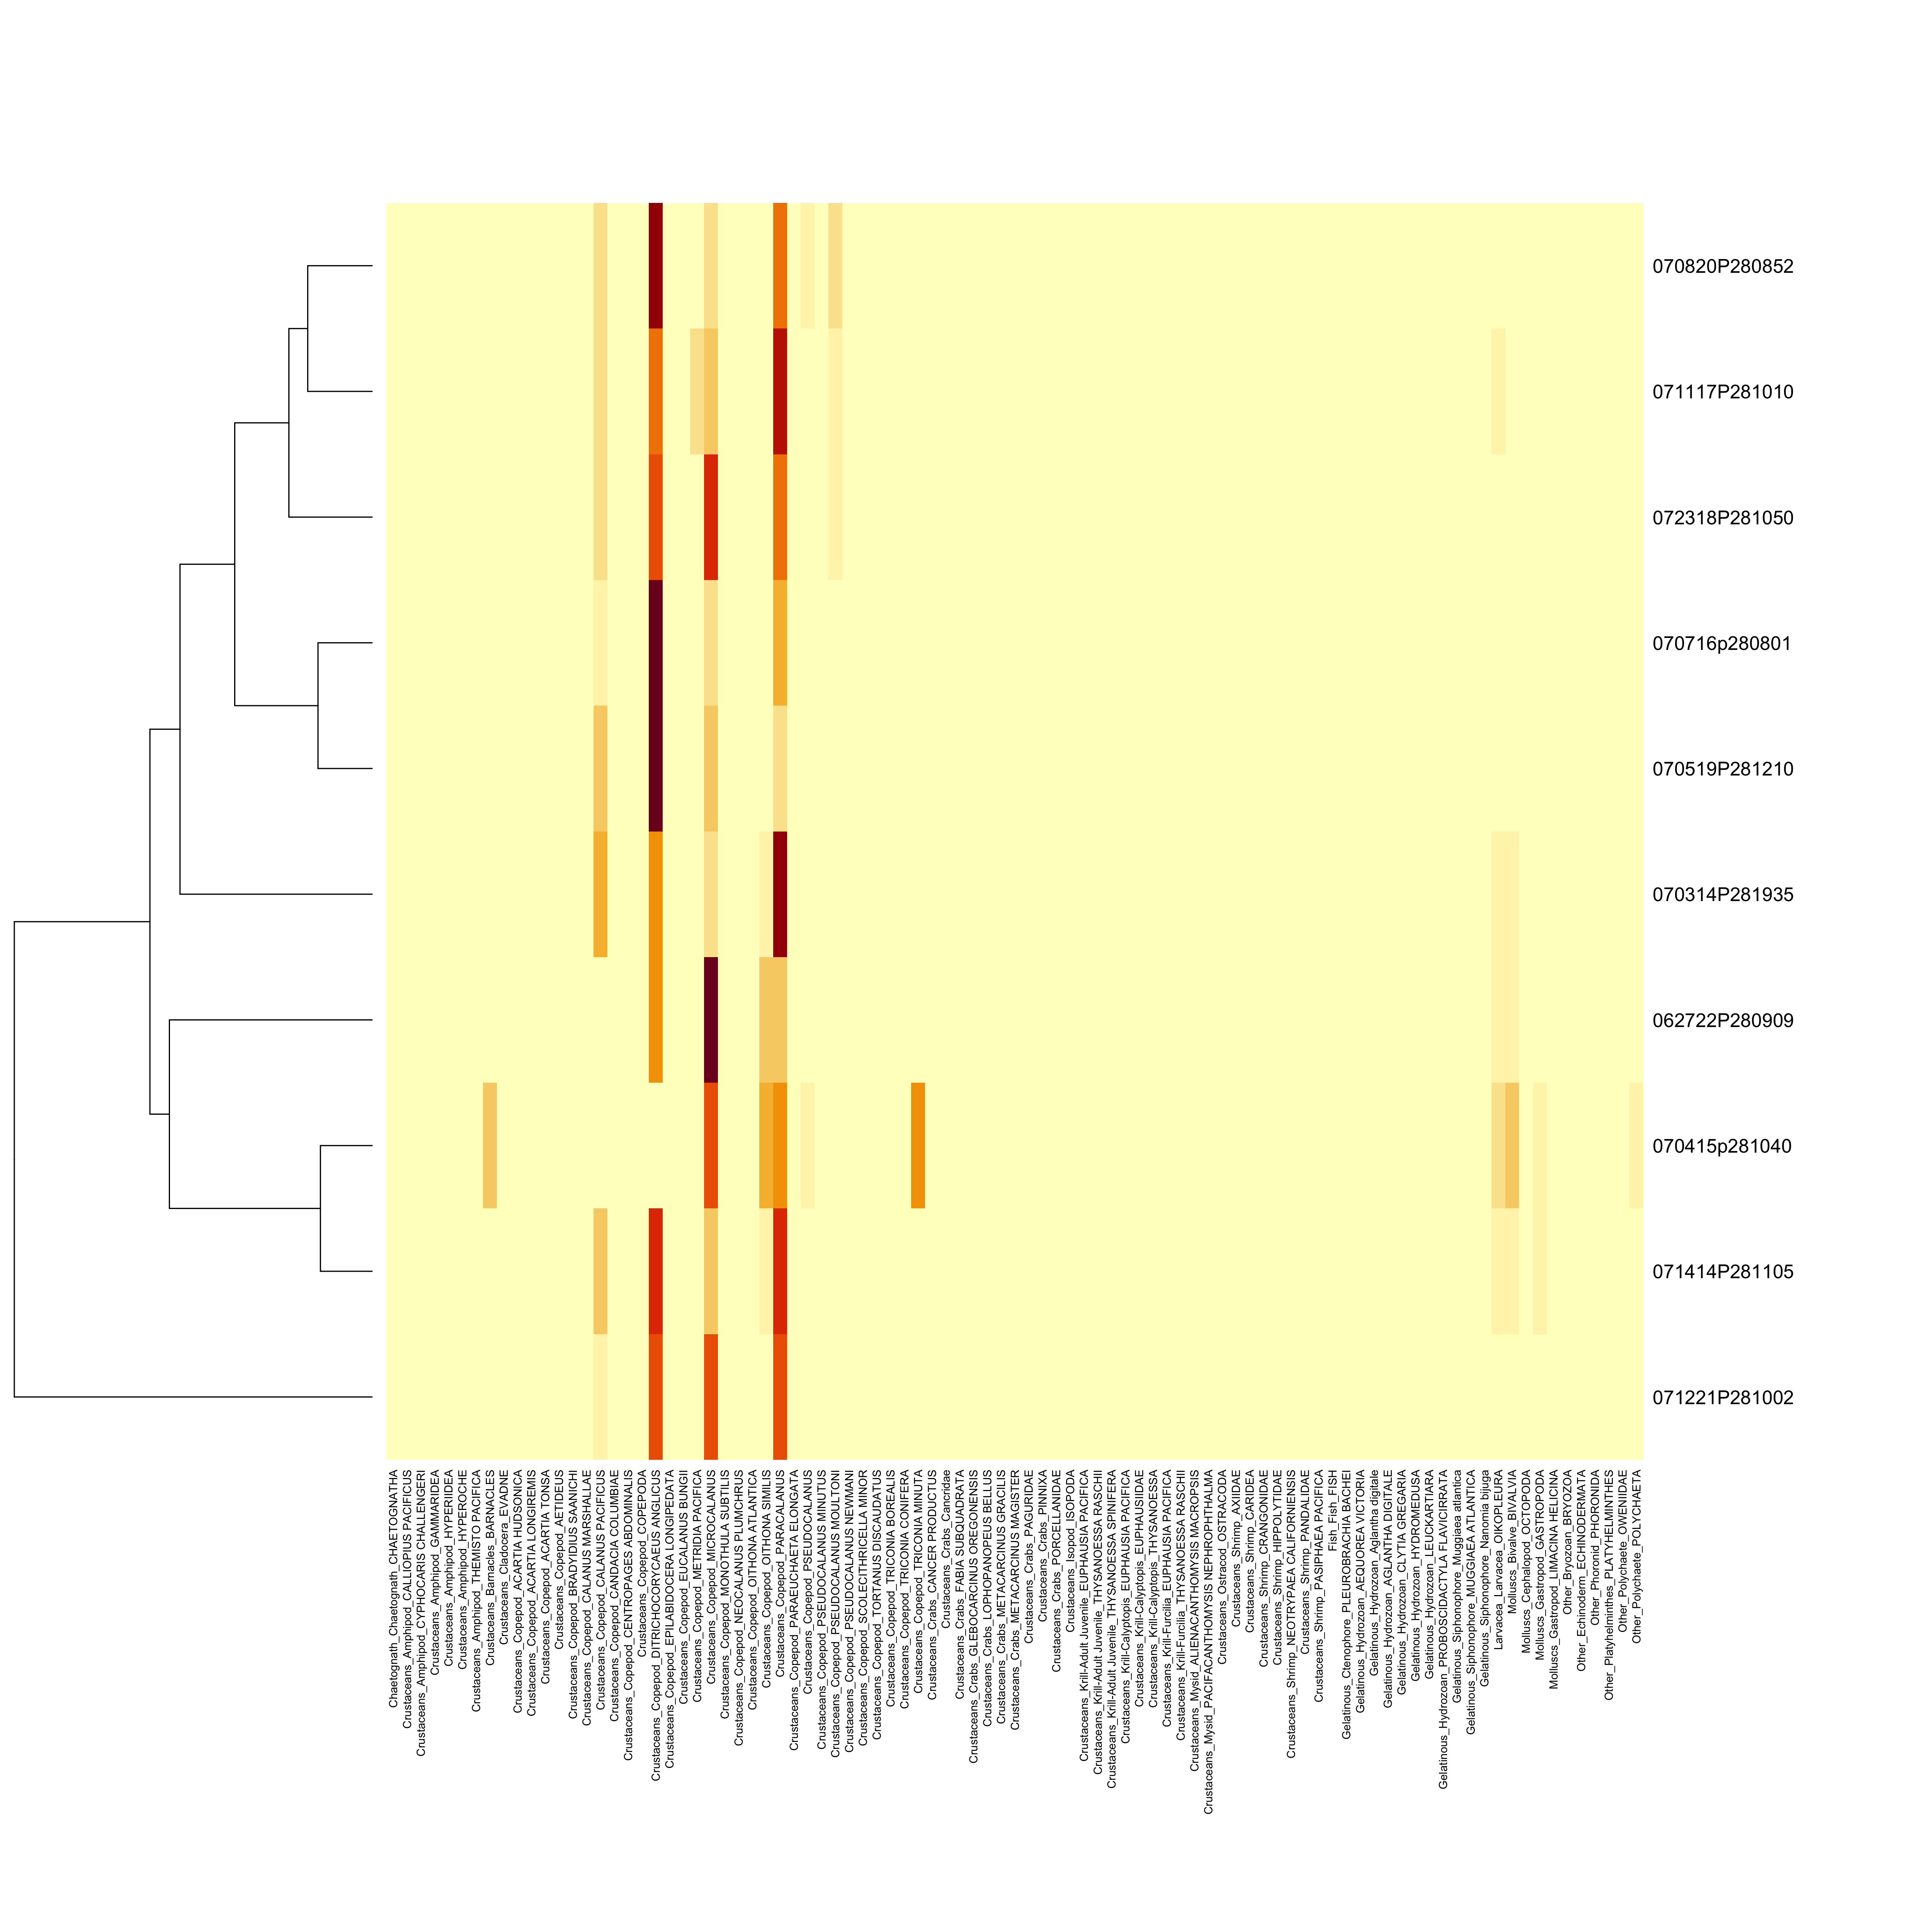 070820P280852
071117P281010
072318P281050
070716p280801
070519P281210
070314P281935
062722P280909
070415p281040
071414P281105
071221P281002
Chaetognath_Chaetognath_CHAETOGNATHA
Crustaceans_Amphipod_CALLIOPIUS PACIFICUS
Crustaceans_Amphipod_CYPHOCARIS CHALLENGERI
Crustaceans_Amphipod_GAMMARIDEA
Crustaceans_Amphipod_HYPERIIDEA
Crustaceans_Amphipod_HYPEROCHE
Crustaceans_Amphipod_THEMISTO PACIFICA
Crustaceans_Barnacles_BARNACLES
Crustaceans_Cladocera_EVADNE
Crustaceans_Copepod_ACARTIA HUDSONICA
Crustaceans_Copepod_ACARTIA LONGIREMIS
Crustaceans_Copepod_ACARTIA TONSA
Crustaceans_Copepod_AETIDEUS
Crustaceans_Copepod_BRADYIDIUS SAANICHI
Crustaceans_Copepod_CALANUS MARSHALLAE
Crustaceans_Copepod_CALANUS PACIFICUS
Crustaceans_Copepod_CANDACIA COLUMBIAE
Crustaceans_Copepod_CENTROPAGES ABDOMINALIS
Crustaceans_Copepod_COPEPODA
Crustaceans_Copepod_DITRICHOCORYCAEUS ANGLICUS
Crustaceans_Copepod_EPILABIDOCERA LONGIPEDATA
Crustaceans_Copepod_EUCALANUS BUNGII
Crustaceans_Copepod_METRIDIA PACIFICA
Crustaceans_Copepod_MICROCALANUS
Crustaceans_Copepod_MONOTHULA SUBTILIS
Crustaceans_Copepod_NEOCALANUS PLUMCHRUS
Crustaceans_Copepod_OITHONA ATLANTICA
Crustaceans_Copepod_OITHONA SIMILIS
Crustaceans_Copepod_PARACALANUS
Crustaceans_Copepod_PARAEUCHAETA ELONGATA
Crustaceans_Copepod_PSEUDOCALANUS
Crustaceans_Copepod_PSEUDOCALANUS MINUTUS
Crustaceans_Copepod_PSEUDOCALANUS MOULTONI
Crustaceans_Copepod_PSEUDOCALANUS NEWMANI
Crustaceans_Copepod_SCOLECITHRICELLA MINOR
Crustaceans_Copepod_TORTANUS DISCAUDATUS
Crustaceans_Copepod_TRICONIA BOREALIS
Crustaceans_Copepod_TRICONIA CONIFERA
Crustaceans_Copepod_TRICONIA MINUTA
Crustaceans_Crabs_CANCER PRODUCTUS
Crustaceans_Crabs_Cancridae
Crustaceans_Crabs_FABIA SUBQUADRATA
Crustaceans_Crabs_GLEBOCARCINUS OREGONENSIS
Crustaceans_Crabs_LOPHOPANOPEUS BELLUS
Crustaceans_Crabs_METACARCINUS GRACILIS
Crustaceans_Crabs_METACARCINUS MAGISTER
Crustaceans_Crabs_PAGURIDAE
Crustaceans_Crabs_PINNIXA
Crustaceans_Crabs_PORCELLANIDAE
Crustaceans_Isopod_ISOPODA
Crustaceans_Krill-Adult Juvenile_EUPHAUSIA PACIFICA
Crustaceans_Krill-Adult Juvenile_THYSANOESSA RASCHII
Crustaceans_Krill-Adult Juvenile_THYSANOESSA SPINIFERA
Crustaceans_Krill-Calyptopis_EUPHAUSIA PACIFICA
Crustaceans_Krill-Calyptopis_EUPHAUSIIDAE
Crustaceans_Krill-Calyptopis_THYSANOESSA
Crustaceans_Krill-Furcilia_EUPHAUSIA PACIFICA
Crustaceans_Krill-Furcilia_THYSANOESSA RASCHII
Crustaceans_Mysid_ALIENACANTHOMYSIS MACROPSIS
Crustaceans_Mysid_PACIFACANTHOMYSIS NEPHROPHTHALMA
Crustaceans_Ostracod_OSTRACODA
Crustaceans_Shrimp_AXIIDAE
Crustaceans_Shrimp_CARIDEA
Crustaceans_Shrimp_CRANGONIDAE
Crustaceans_Shrimp_HIPPOLYTIDAE
Crustaceans_Shrimp_NEOTRYPAEA CALIFORNIENSIS
Crustaceans_Shrimp_PANDALIDAE
Crustaceans_Shrimp_PASIPHAEA PACIFICA
Fish_Fish_FISH
Gelatinous_Ctenophore_PLEUROBRACHIA BACHEI
Gelatinous_Hydrozoan_AEQUOREA VICTORIA
Gelatinous_Hydrozoan_Aglantha digitale
Gelatinous_Hydrozoan_AGLANTHA DIGITALE
Gelatinous_Hydrozoan_CLYTIA GREGARIA
Gelatinous_Hydrozoan_HYDROMEDUSA
Gelatinous_Hydrozoan_LEUCKARTIARA
Gelatinous_Hydrozoan_PROBOSCIDACTYLA FLAVICIRRATA
Gelatinous_Siphonophore_Muggiaea atlantica
Gelatinous_Siphonophore_MUGGIAEA ATLANTICA
Gelatinous_Siphonophore_Nanomia bijuga
Larvacea_Larvacea_OIKOPLEURA
Molluscs_Bivalve_BIVALVIA
Molluscs_Cephalopod_OCTOPODA
Molluscs_Gastropod_GASTROPODA
Molluscs_Gastropod_LIMACINA HELICINA
Other_Bryozoan_BRYOZOA
Other_Echinoderm_ECHINODERMATA
Other_Phoronid_PHORONIDA
Other_Platyhelminthes_PLATYHELMINTHES
Other_Polychaete_OWENIIDAE
Other_Polychaete_POLYCHAETA